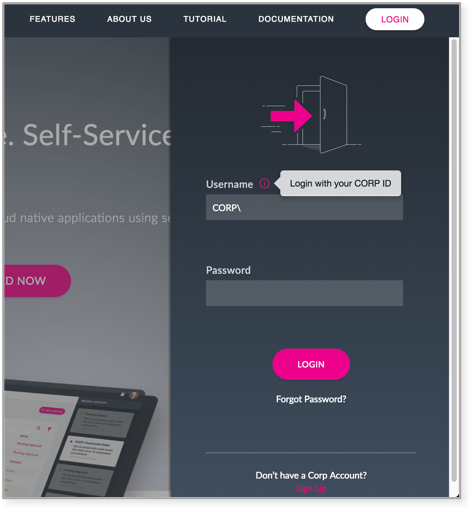 FEATURES ABOUT US TUTORIAL DOCUMENTATION LOGIN
e. Self-Service
Username Login with your CORP ID
CORP\
ud native applications using se
Password
D NOW
LOGIN
Forgot Password?
Don't have a Corp Account?
Sign Up